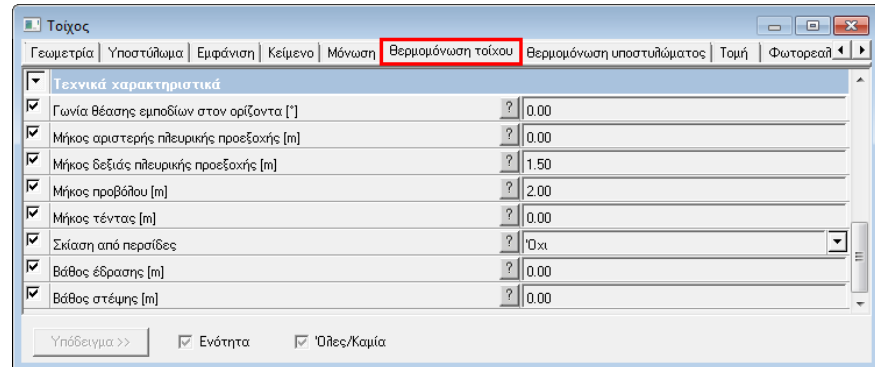 Τοίχος
Γεωμετρία Υποστύλωμα Εμφάνιση Κείμενο Μόνωση Θερμομόνωση τοίχου Θερμομόνωση υποστυλώματος Τομή Φωτορεαλ
Τεχνικά χαρακτηριστικά
Γωνία θέασης εμποδίων στον ορίζοντα [°] ? 0.00
Μήκος αριστερής πλευρικής προεξοχής [m] ? 0.00
Μήκος δεξιάς πλευρικής προεξοχής [m] ? 1.50
Μήκος προβόλου [m] ? 2.00
Μήκος τέντας [m] ? 0.00
Σκίαση από περσίδες ? Όχι
Βάθος έδρασης [m] ? 0.00
Βάθος στέψης [m] ? 0.00
Υπόδειγμα >> Ενότητα Όλες/Καμία